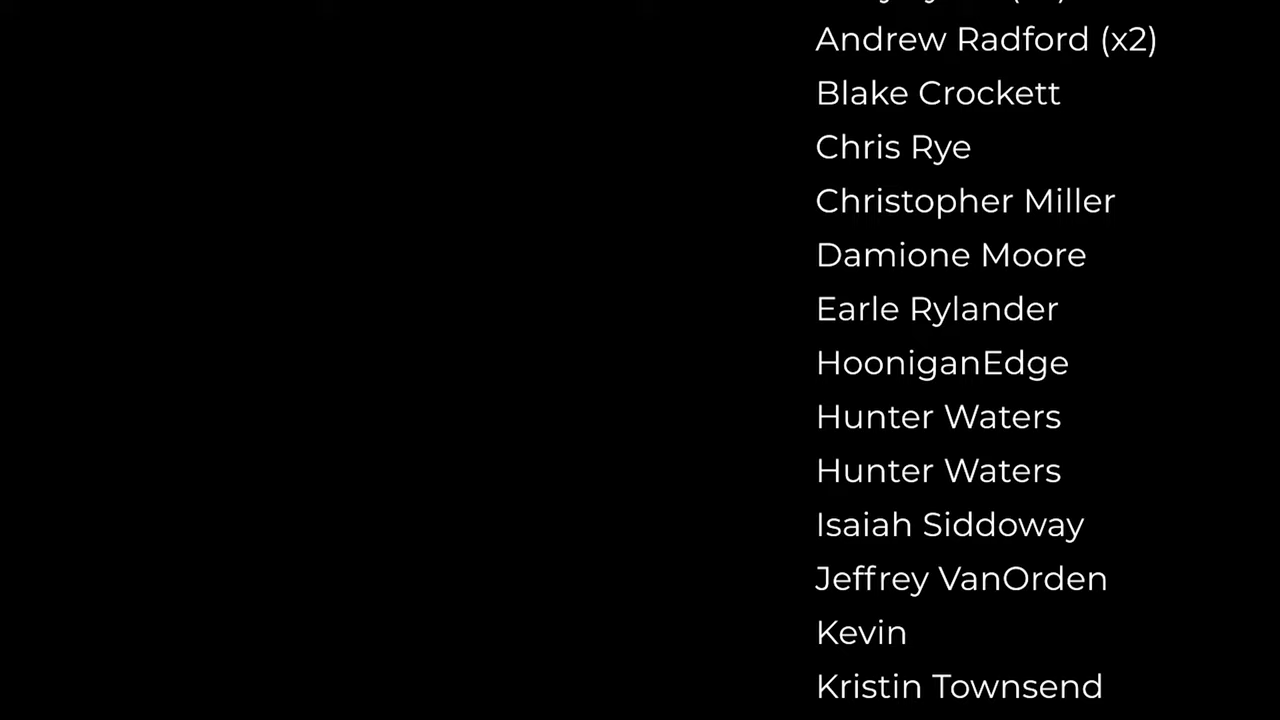 Andrew Radford (x2)
Blake Crockett
Chris Rye
Christopher Miller
Damione Moore
Earle Rylander
HooniganEdge
Hunter Waters
Hunter Waters
Isaiah Siddoway
Jeffrey VanOrden
Kevin
Kristin Townsend